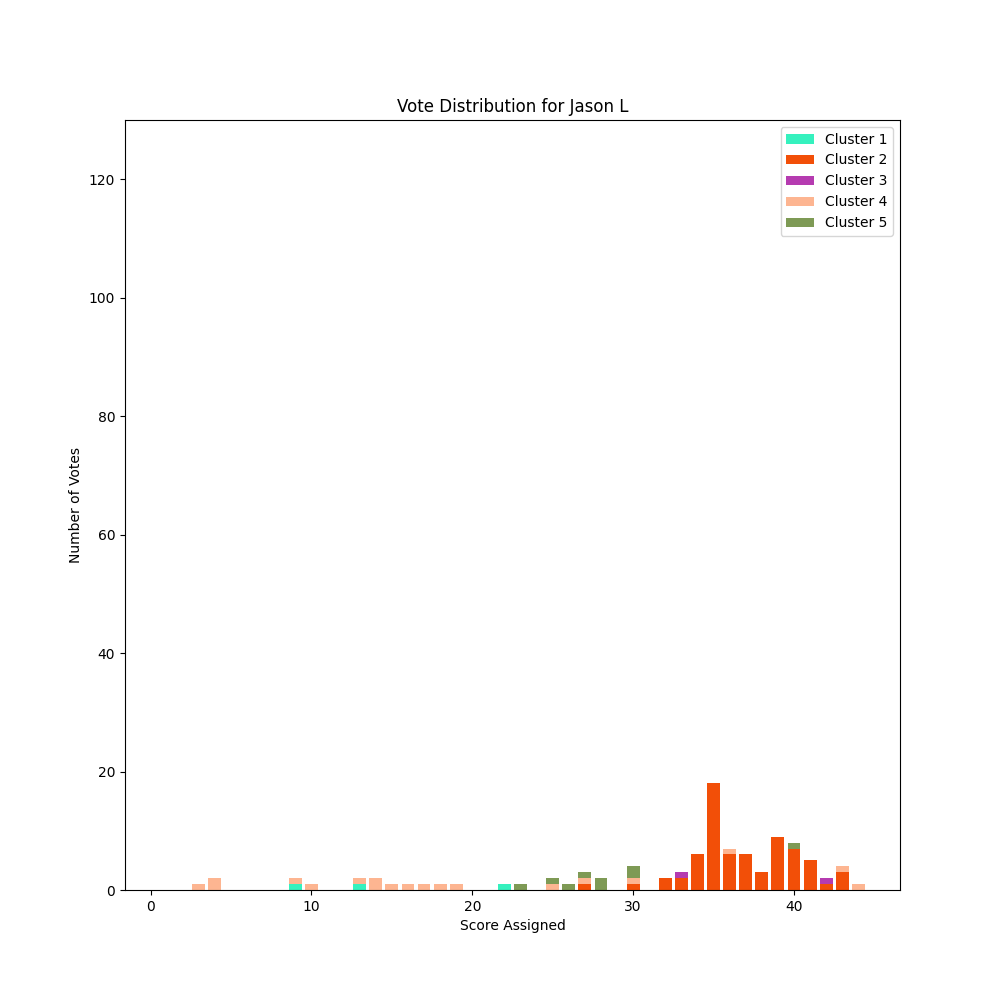 Vote Distribution for Jason L
Cluster 1
Cluster 2
Cluster 3
Cluster 4
Cluster 5
120
100
80
60
40
20
0
Number of Votes
0 10 20 30 40
Score Assigned